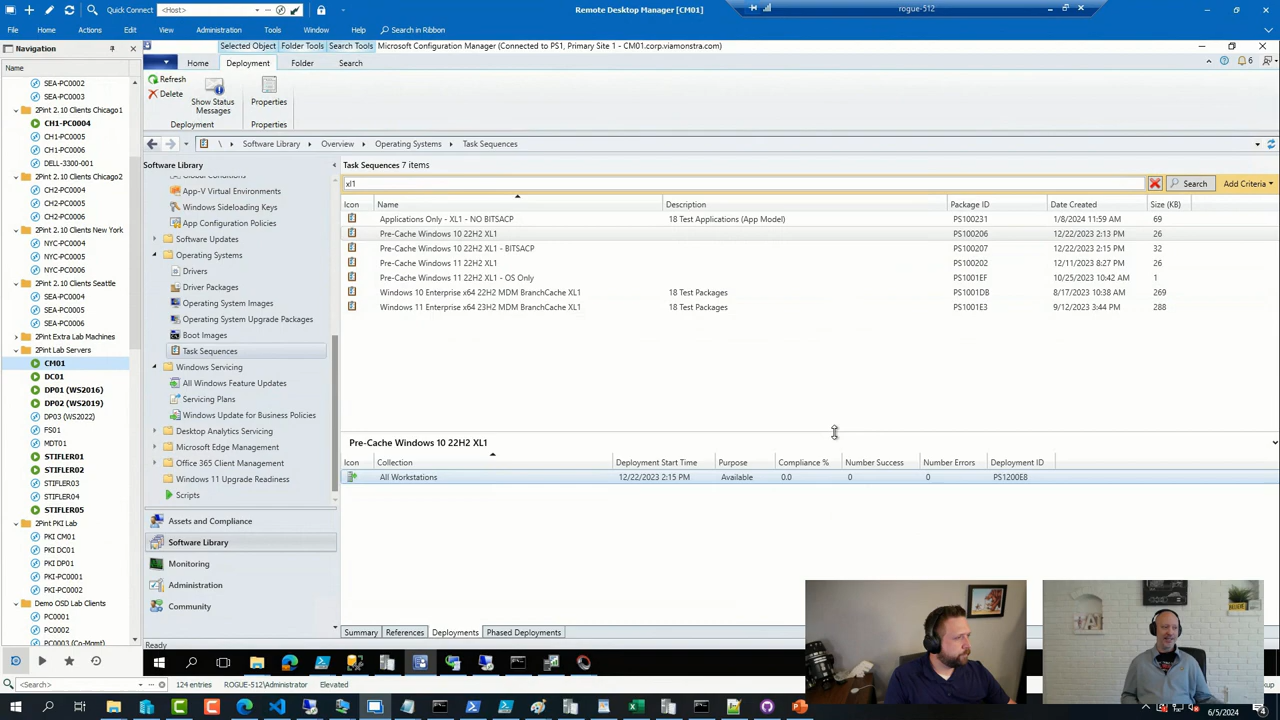 Quick Connect <Host>
Remote Desktop Manager [CM01]
rogue-512
File Home Actions Edit View Administration Tools Window Help Search in Ribbon
Navigation
Name
SEA-PC0002
SEA-PC0003
2Pint 2. 10 Clients Chicago1
CH1-PC0004
CH1-PC0005
CH1-PC0006
DELL-3300-001
2Pint 2. 10 Clients Chicago2
CH2-PC0004
CH2-PC0005
CH2-PC0006
2Pint 2. 10 Clients New York
NYC-PC0004
NYC-PC0005
NYC-PC0006
2Pint 2. 10 Clients Seattle
SEA-PC0004
SEA-PC0005
SEA-PC0006
2Pint Extra Lab Machines
2Pint Lab Servers
CM01
DC01
DP01 (WS2016)
DP02 (WS2019)
DP03 (WS2022)
FS01
MDT01
STIFLER01
STIFLER02
STIFLER03
STIFLER04
STIFLER05
2Pint PKI Lab
PKI CM01
PKI DC01
PKI DP01
PKI-PC0001
PKI-PC0002
Demo OSD Lab Clients
PC0001
PC0002
PC0003 (Co-Mgmt)
<Search>
124 entries ROGUE-512\Administrator Elevated
Selected Object Folder Tools Search Tools Microsoft Configuration Manager (Connected to PS1, Primary Site 1 - CM01.corp.viamonstra.com)
Home Deployment Folder Search
6
Refresh
Delete
Show Status
Messages
Properties
Deployment Properties
\ Software Library Overview Operating Systems Task Sequences
Software Library
App-V Virtual Environments
Windows Sideloading Keys
App Configuration Policies
Software Updates
Operating Systems
Drivers
Driver Packages
Operating System Images
Operating System Upgrade Packages
Boot Images
Task Sequences
Windows Servicing
All Windows Feature Updates
Servicing Plans
Windows Update for Business Policies
Desktop Analytics Servicing
Microsoft Edge Management
Office 365 Client Management
Windows 11 Upgrade Readiness
Scripts
Assets and Compliance
Software Library
Monitoring
Administration
Community
Ready
Task Sequences 7 items
xl1 Search Add Criteria
Icon Name Description Package ID Date Created Size (KB)
Applications Only - XL1 - NO BITSACP 18 Test Applications (App Model) PS100231 1/8/2024 11:59 AM 69
Pre-Cache Windows 10 22H2 XL1 PS100206 12/22/2023 2:13 PM 26
Pre-Cache Windows 10 22H2 XL1 - BITSACP PS100207 12/22/2023 2:15 PM 32
Pre-Cache Windows 11 22H2 XL1 PS100202 12/11/2023 8:27 PM 26
Pre-Cache Windows 11 22H2 XL1 - OS Only PS1001EF 10/25/2023 10:42 AM 1
Windows 10 Enterprise x64 22H2 MDM BranchCache XL1 18 Test Packages PS1001DB 8/17/2023 10:38 AM 269
Windows 11 Enterprise x64 23H2 MDM BranchCache XL1 18 Test Packages PS1001E3 9/12/2023 3:44 PM 288
Pre-Cache Windows 10 22H2 XL1
Icon Collection Deployment Start Time Purpose Compliance % Number Success Number Errors Deployment ID
All Workstations 12/22/2023 2:15 PM Available 0.0 0 0 PS1200E8
Summary References Deployments Phased Deployments
6/5/2024